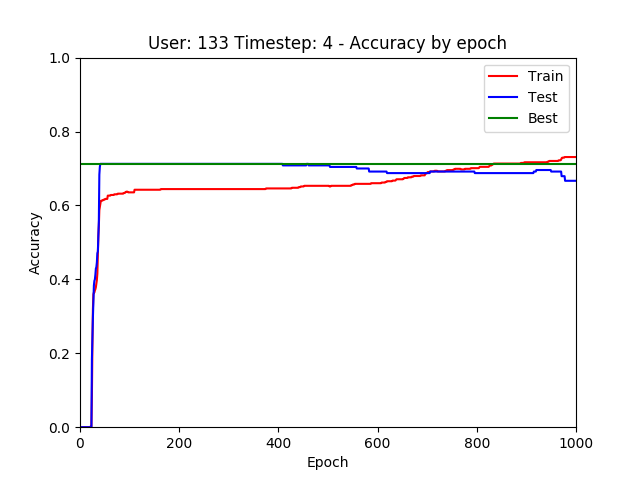 User: 133 Timestep: 4 - Accuracy by epoch
1.0
0.8
0.6
0.4
0.2
0.0
Accuracy
Train
Test
Best
0 200 400 600 800 1000
Epoch